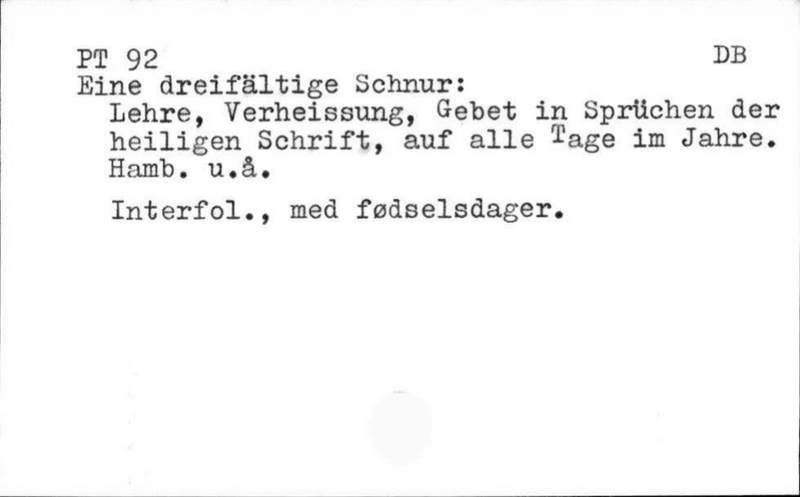 PT 92 DB
Eine dreifältige Schnur:
Lehre, Verheissung, Gebet in Sprüchen der
heiligen Schrift, auf alle Tage im Jahre.
Hamb. u.å.
Interfol., med fødselsdager.